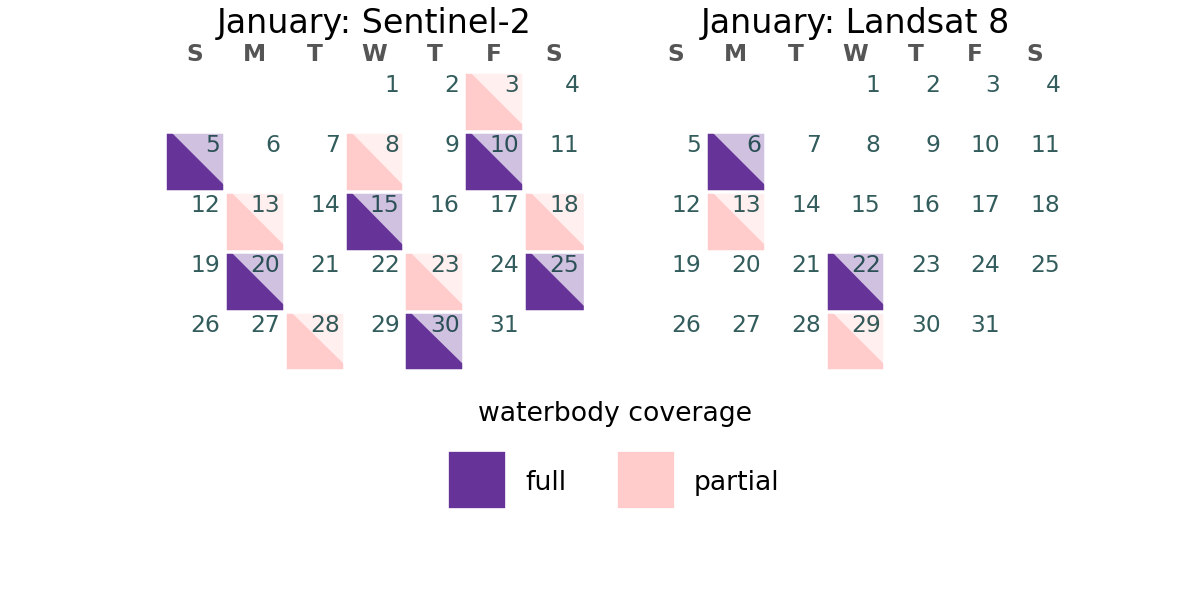 January: Sentinel-2
S M T W T F S
1 2 3 4
5 6 7 8 9 10 11
12 13 14 15 16 17 18
19 20 21 22 23 24 25
26 27 28 29 30 31
January: Landsat 8
S M T W T F S
1 2 3 4
5 6 7 8 9 10 11
12 13 14 15 16 17 18
19 20 21 22 23 24 25
26 27 28 29 30 31
waterbody coverage
full partial